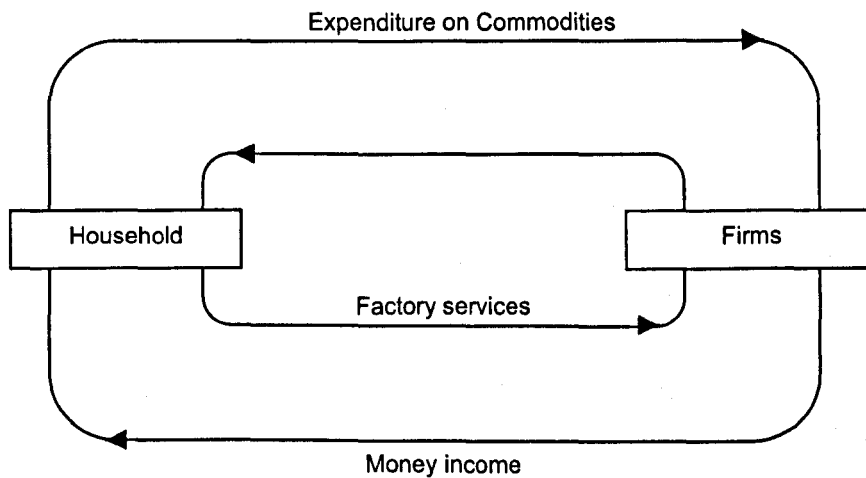 Expenditure on Commodities
Household
Firms
Factory services
Money income